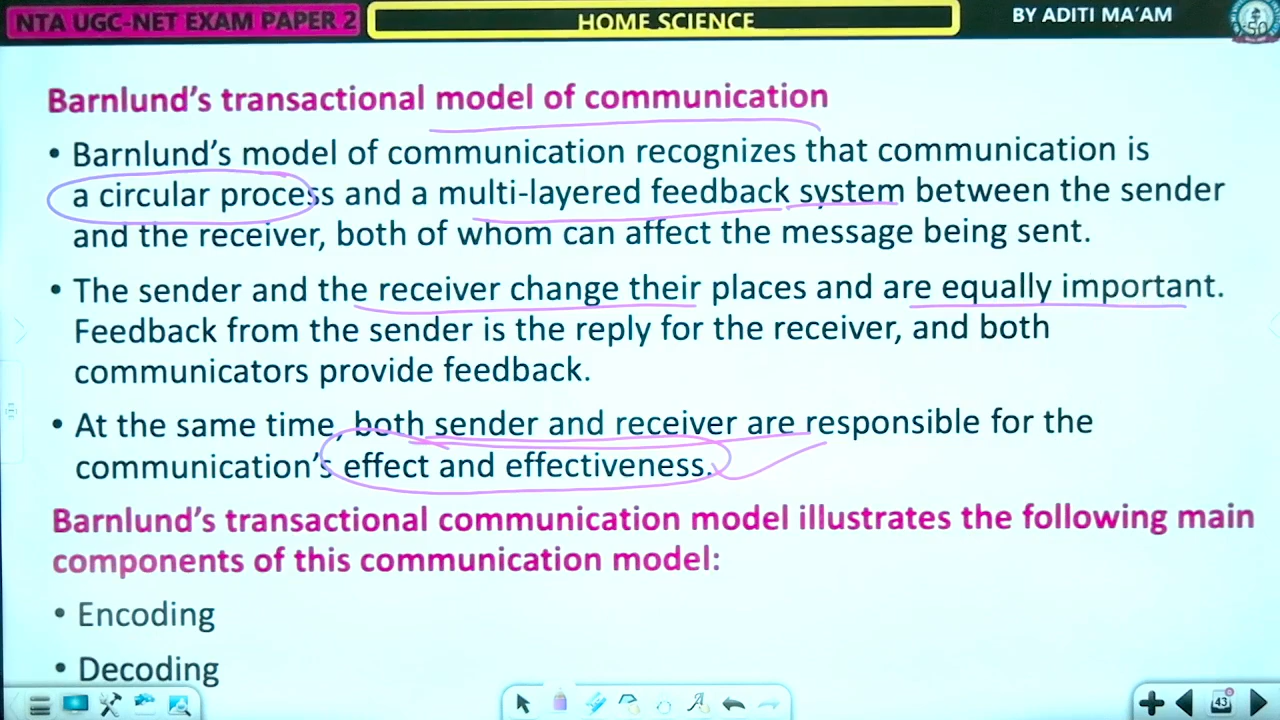 NTA UGC-NET EXAM PAPER 2
HOME SCIENCE
BY ADITI MA'AM
50
Barnlund's transactional model of communication
• Barnlund's model of communication recognizes that communication is
a circular process and a multi-layered feedback system between the sender
and the receiver, both of whom can affect the message being sent.
• The sender and the receiver change their places and are equally important.
Feedback from the sender is the reply for the receiver, and both
communicators provide feedback.
• At the same time, both sender and receiver are responsible for the
communication's effect and effectiveness.
Barnlund's transactional communication model illustrates the following main
components of this communication model:
• Encoding
• Decoding
43